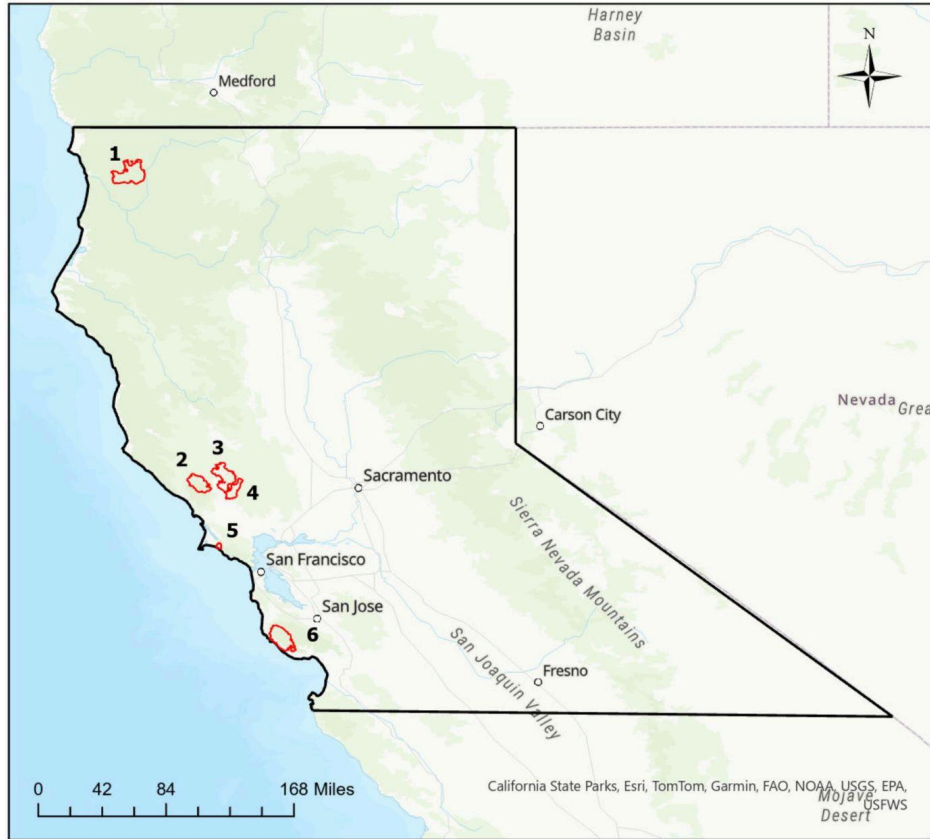 Harney
Basin
N
Medford
1
Carson City
Nevada
Grea
2
3
4
Sacramento
5
San Francisco
Sierra Nevada Mountains
San Jose
6
San Joaquin Valley
Fresno
0 42 84 168 Miles
California State Parks, Esri, TomTom, Garmin, FAO, NOAA, USGS, EPA,
USFWS
Mojave
Desert